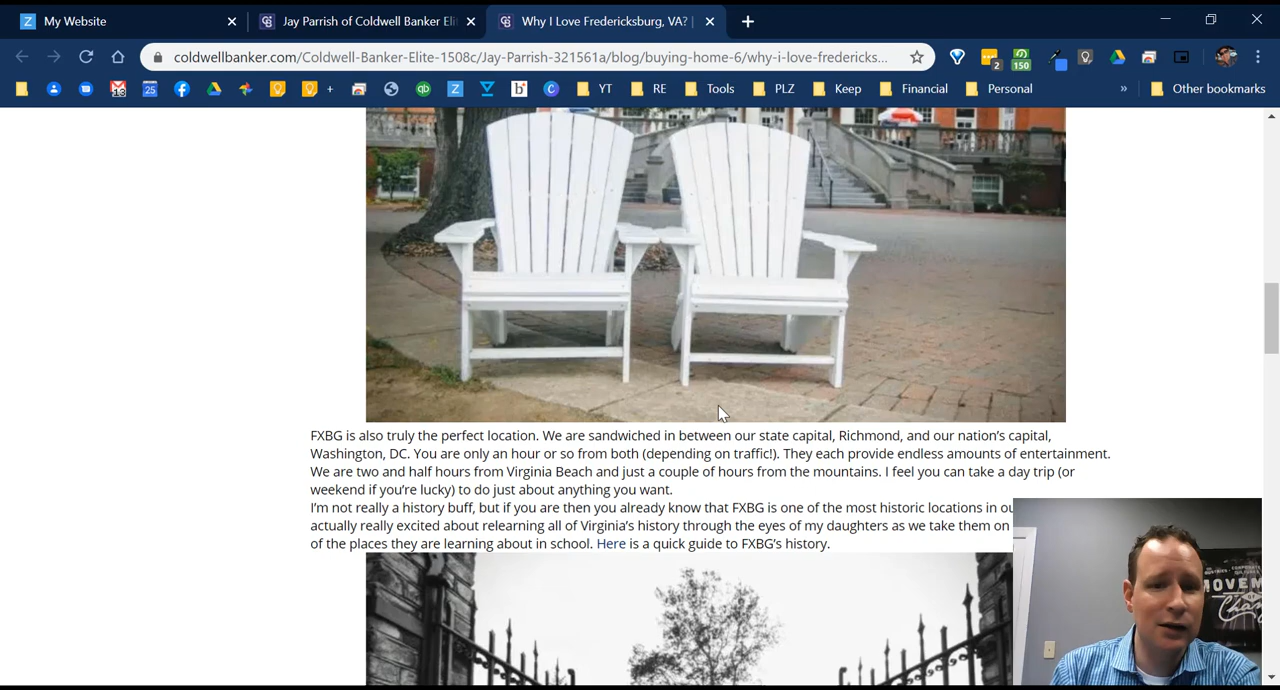 My Website
Jay Parrish of Coldwell Banker Eli
Why I Love Fredericksburg, VA? |
coldwellbanker.com/Coldwell-Banker-Elite-1508c/Jay-Parrish-321561a/blog/buying-home-6/why-i-love-fredericks...
2
150
18
25
YT
RE
Tools
PLZ
Keep
Financial
Personal
»
Other bookmarks
FXBG is also truly the perfect location. We are sandwiched in between our state capital, Richmond, and our nation's capital,
Washington, DC. You are only an hour or so from both (depending on traffic!). They each provide endless amounts of entertainment.
We are two and half hours from Virginia Beach and just a couple of hours from the mountains. I feel you can take a day trip (or
weekend if you're lucky) to do just about anything you want.
I'm not really a history buff, but if you are then you already know that FXBG is one of the most historic locations in ou
actually really excited about relearning all of Virginia's history through the eyes of my daughters as we take them on
of the places they are learning about in school. Here is a quick guide to FXBG's history.
MOVEM
Chan